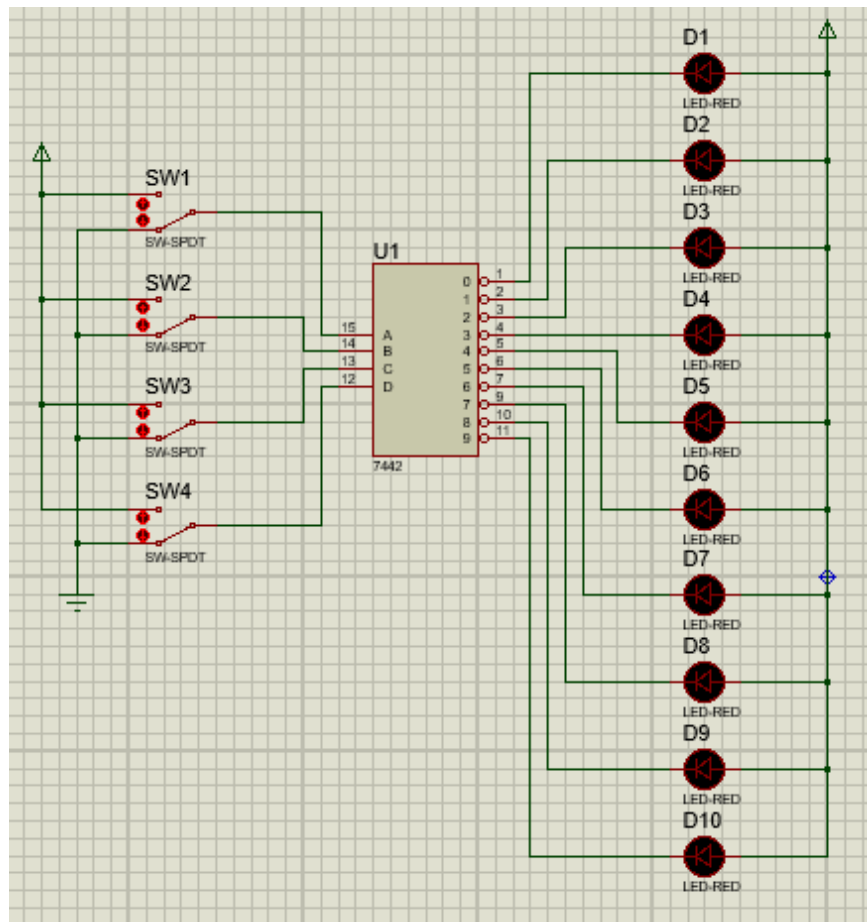 D1
LED-RED
D2
LED-RED
SW1
SW-SPDT
D3
LED-RED
U1
SW2
SW-SPDT
D4
LED-RED
15 A
14 B
13 C
12 D
0 1
1 2
2 3
3 4
4 5
5 6
6 7
7 9
8 10
9 11
7442
SW3
SW-SPDT
D5
LED-RED
SW4
SW-SPDT
D6
LED-RED
D7
LED-RED
D8
LED-RED
D9
LED-RED
D10
LED-RED